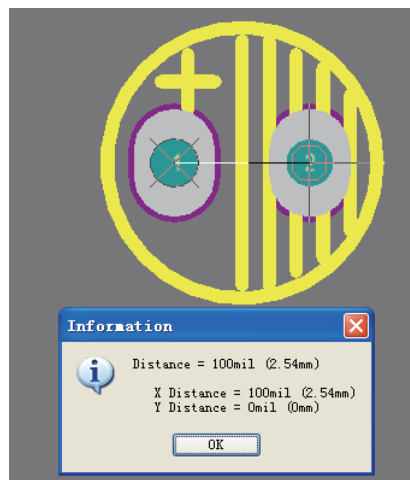 1
2
Information
Distance = 100mil (2.54mm)
X Distance = 100mil (2.54mm)
Y Distance = 0mil (0mm)
OK